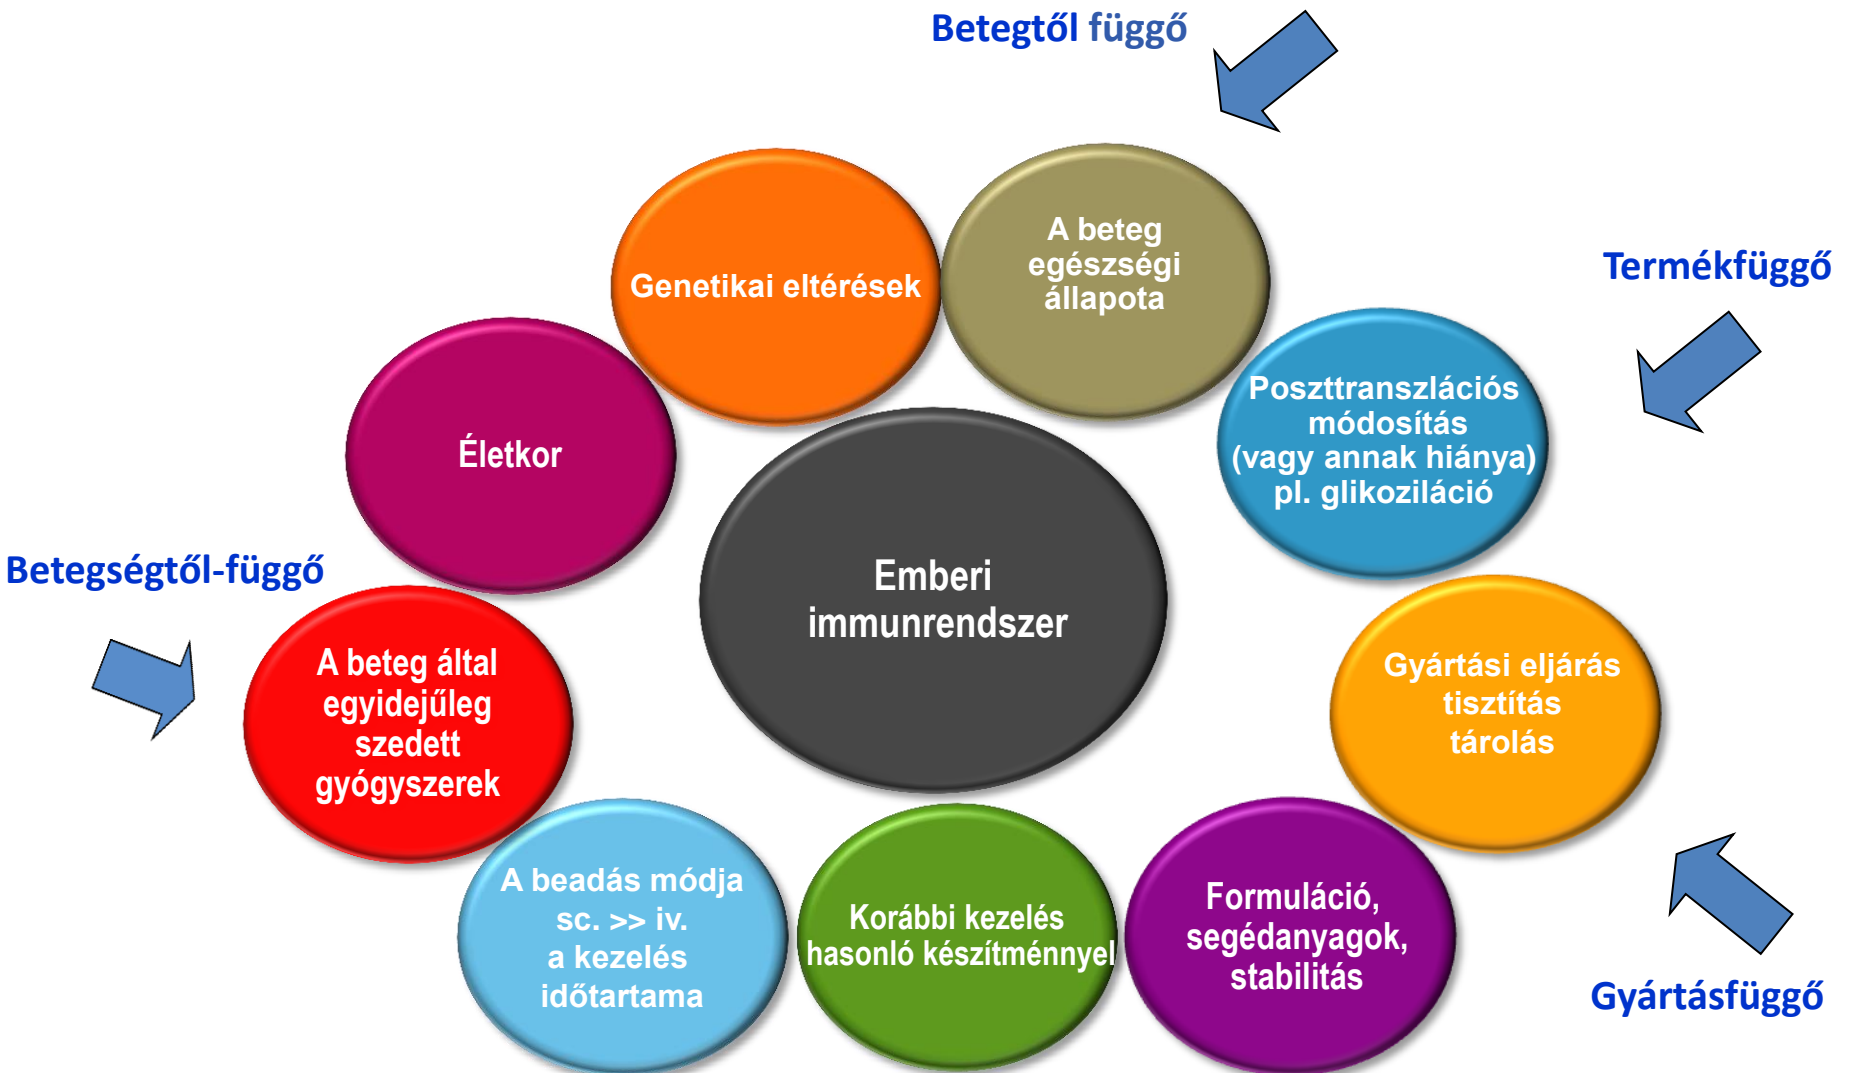 Betegtől függő
Genetikai eltérések
A beteg
egészségi
állapota
Termékfüggő
Poszttranszlációs
módosítás
(vagy annak hiánya)
pl. glikoziláció
Életkor
Emberi
immunrendszer
Betegségtől-függő
A beteg által
egyidejűleg
szedett
gyógyszerek
Gyártási eljárás
tisztítás
tárolás
A beadás módja
sc. >> iv.
a kezelés
időtartama
Korábbi kezelés
hasonló készítménnyel
Formuláció,
segédanyagok,
stabilitás
Gyártásfüggő